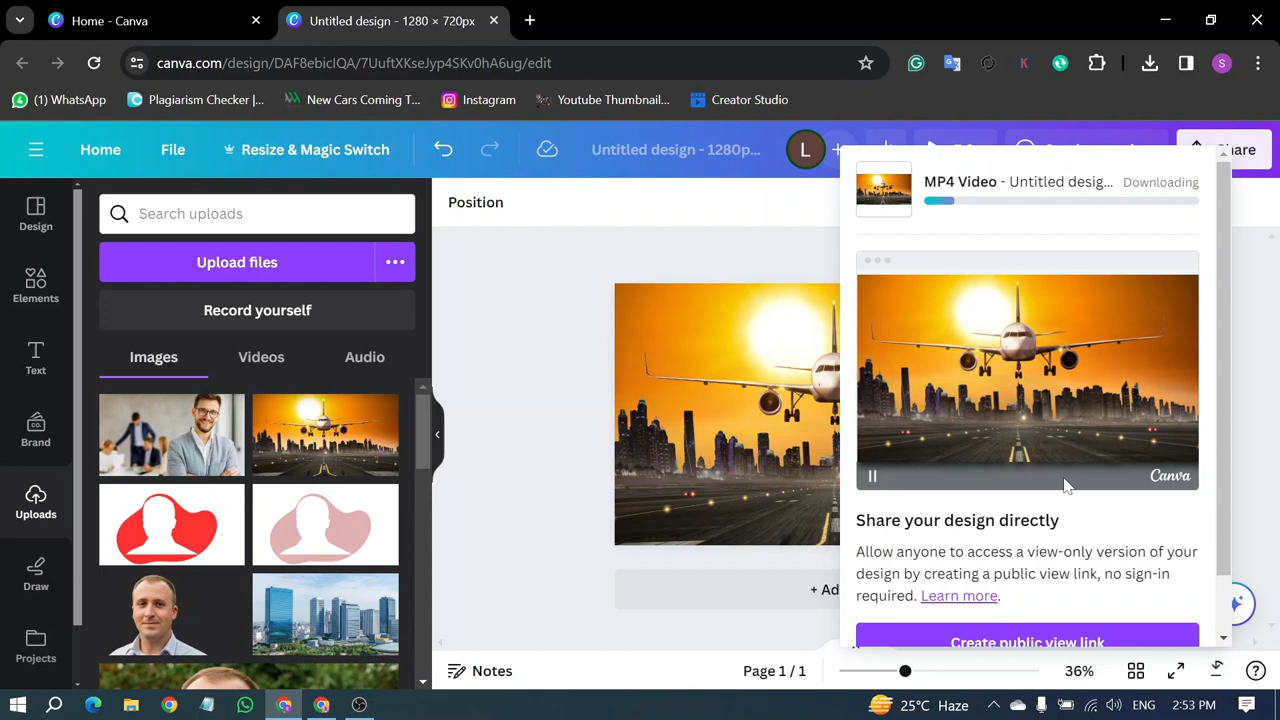 Home - Canva
Untitled design - 1280 × 720px
canva.com/design/DAF8ebicIQA/7UuftXKseJyp4SKv0hA6ug/edit
S
(1) WhatsApp
Plagiarism Checker |...
New Cars Coming T...
Instagram
Youtube Thumbnail...
Creator Studio
Home
File
Resize & Magic Switch
Untitled design - 1280p...
L
Share
Design
Elements
Text
Brand
Uploads
Draw
Projects
Search uploads
Upload files
Record yourself
Images
Videos
Audio
Position
MP4 Video - Untitled desig...
Downloading
Canva
Share your design directly
Allow anyone to access a view-only version of your
design by creating a public view link, no sign-in
required. Learn more.
Create public view link
+ Ad
Notes
Page 1 / 1
36%
25°C Haze
ENG
2:53 PM